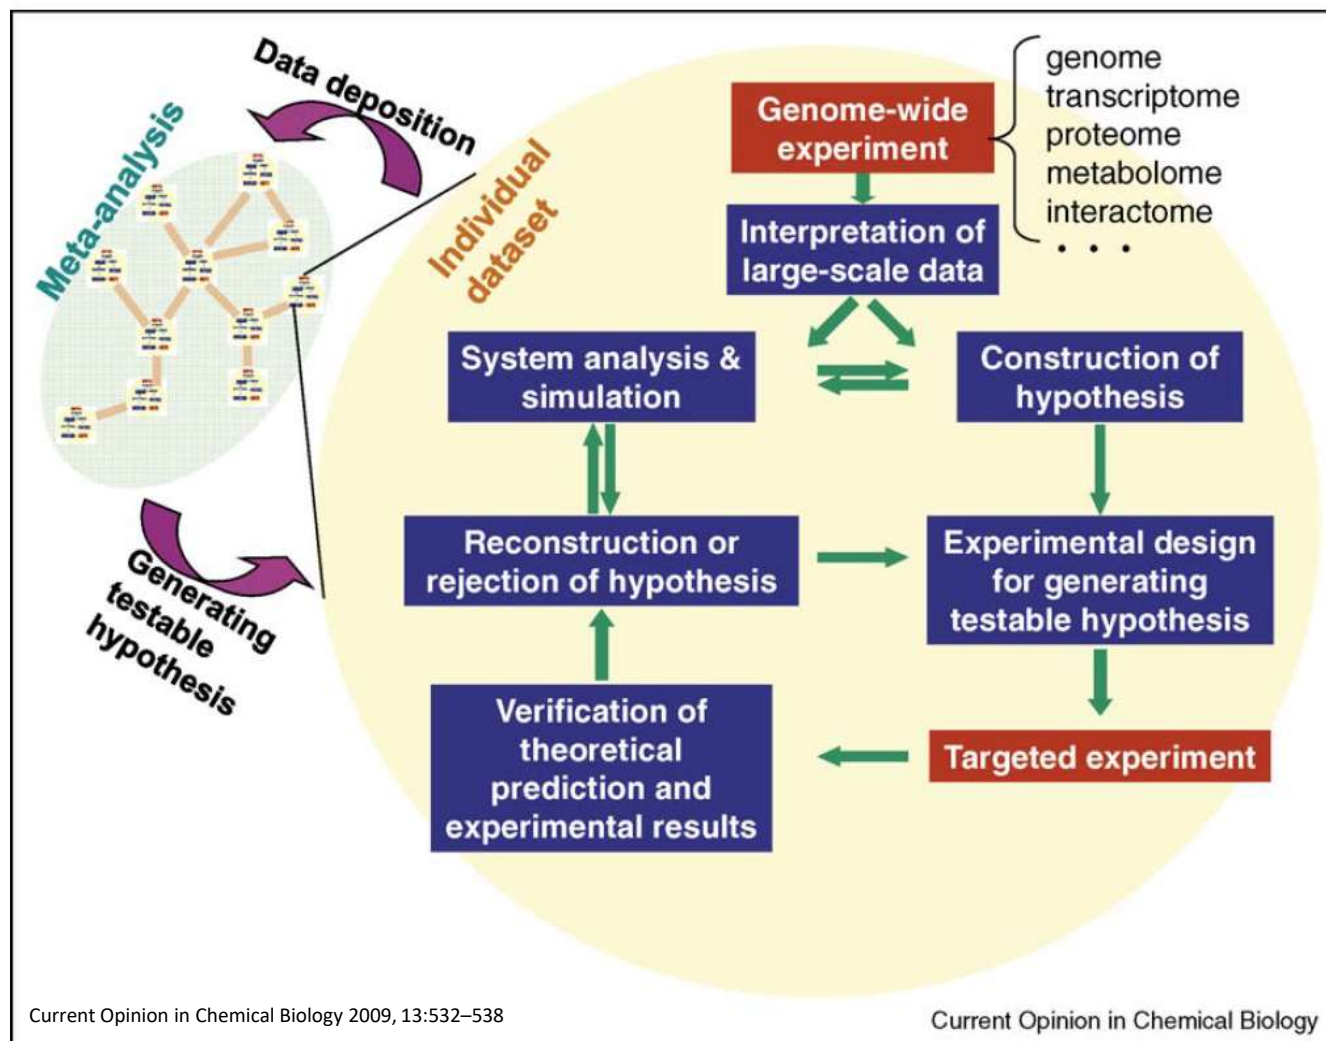 Data deposition
Meta-analysis
Individual
dataset
Generating
testable
hypothesis
Genome-wide
experiment
genome
transcriptome
proteome
metabolome
interactome
. . .
Interpretation of
large-scale data
System analysis &
simulation
Construction of
hypothesis
Reconstruction or
rejection of hypothesis
Experimental design
for generating
testable hypothesis
Verification of
theoretical
prediction and
experimental results
Targeted experiment
Current Opinion in Chemical Biology 2009, 13:532–538
Current Opinion in Chemical Biology